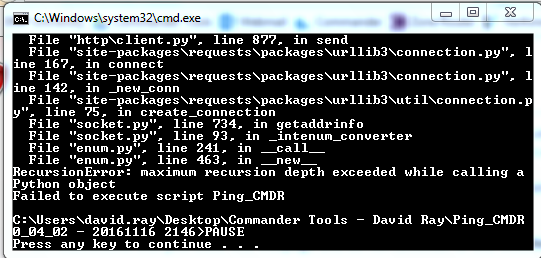 C:\Windows\system32\cmd.exe
File "http\client.py", line 877, in send
File "site-packages\requests\packages\urllib3\connection.py", l
ine 167, in connect
File "site-packages\requests\packages\urllib3\connection.py", l
ine 142, in _new_conn
File "site-packages\requests\packages\urllib3\util\connection.p
y", line 75, in create_connection
File "socket.py", line 734, in getaddrinfo
File "socket.py", line 93, in _intenum_converter
File "enum.py", line 241, in __call__
File "enum.py", line 463, in __new__
RecursionError: maximum recursion depth exceeded while calling a
Python object
Failed to execute script Ping_CMDR
C:\Users\david.ray\Desktop\Commander Tools - David Ray\Ping_CMDR
0_04_02 - 20161116 2146>PAUSE
Press any key to continue . . .